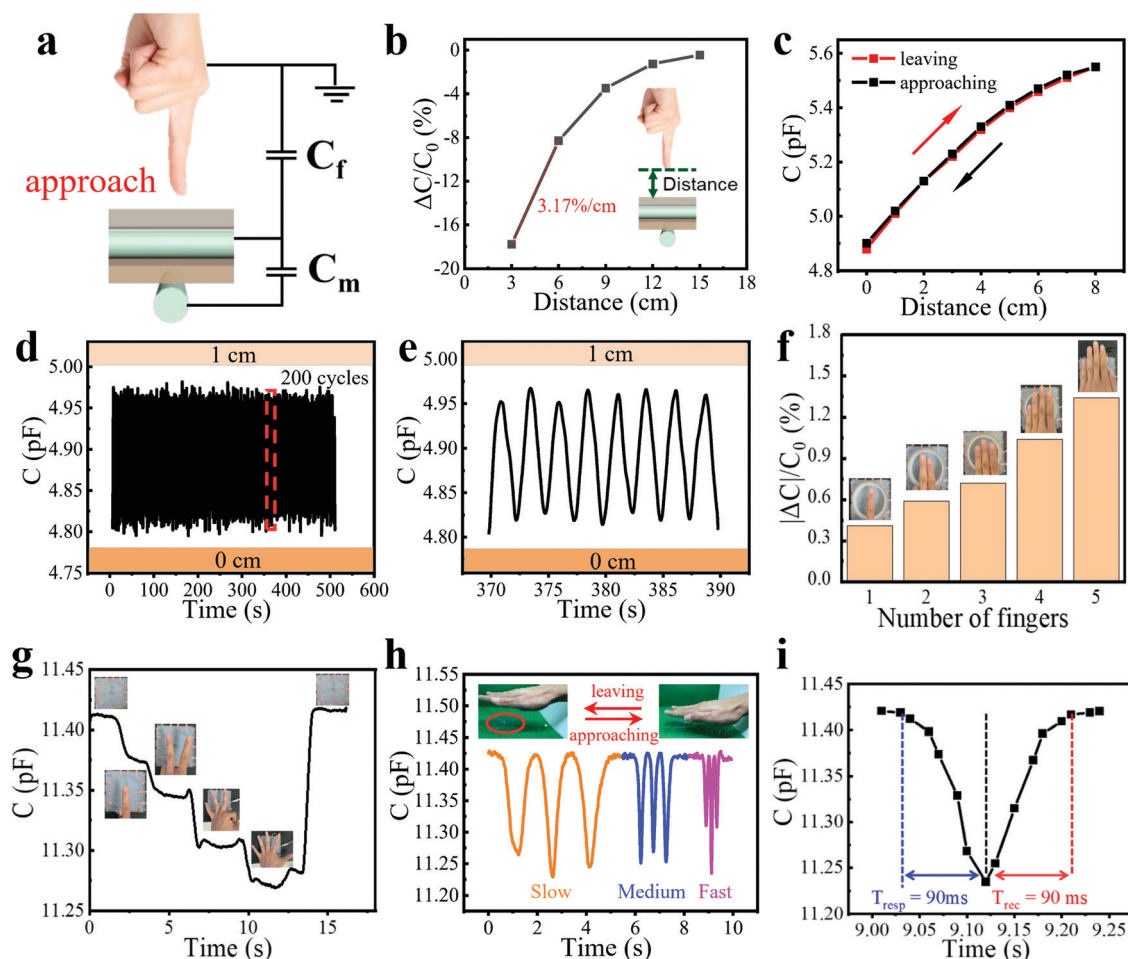 a
approach
C_f
C_m
b
ΔC/C_0 (%)
0
-4
-8
-12
-16
-20
3.17%/cm
Distance
0 3 6 9 12 15 18
Distance (cm)
c
C (pF)
5.6
5.4
5.2
5.0
4.8
leaving
approaching
0 2 4 6 8
Distance (cm)
d
C (pF)
5.00
4.95
4.90
4.85
4.80
4.75
1 cm
200 cycles
0 cm
0 100 200 300 400 500 600
Time (s)
e
C (pF)
5.00
4.95
4.90
4.85
4.80
1 cm
0 cm
370 375 380 385 390
Time (s)
f
|ΔC|/C_0 (%)
1.8
1.5
1.2
0.9
0.6
0.3
0.0
1 2 3 4 5
Number of fingers
g
C (pF)
11.45
11.40
11.35
11.30
11.25
0 5 10 15
Time (s)
h
C (pF)
11.55
11.50
11.45
11.40
11.35
11.30
11.25
11.20
leaving
approaching
Slow Medium Fast
0 2 4 6 8 10
Time (s)
i
C (pF)
11.45
11.40
11.35
11.30
11.25
11.20
T_resp = 90ms T_rec = 90 ms
9.00 9.05 9.10 9.15 9.20 9.25
Time (s)